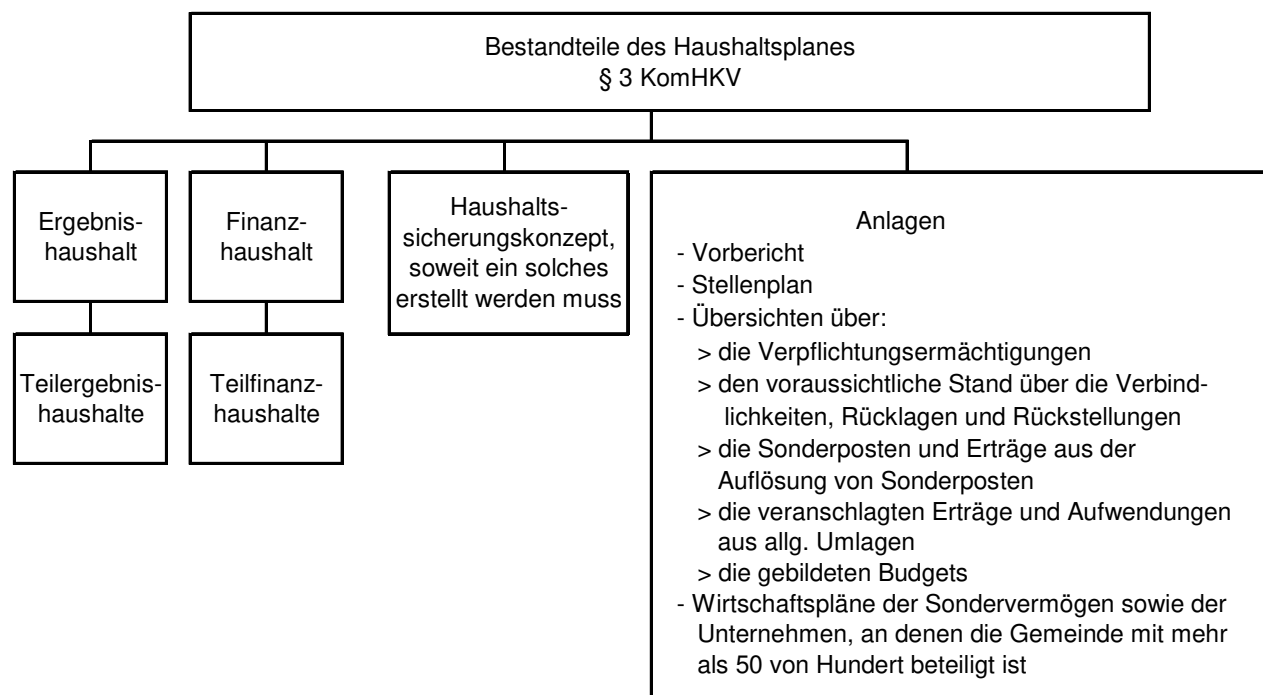 Bestandteile des Haushaltsplanes
§ 3 KomHKV
Ergebnis-
haushalt
Finanz-
haushalt
Haushalts-
sicherungskonzept,
soweit ein solches
erstellt werden muss
Teilergebnis-
haushalte
Teilfinanz-
haushalte
Anlagen
- Vorbericht
- Stellenplan
- Übersichten über:
> die Verpflichtungsermächtigungen
> den voraussichtliche Stand über die Verbind-
lichkeiten, Rücklagen und Rückstellungen
> die Sonderposten und Erträge aus der
Auflösung von Sonderposten
> die veranschlagten Erträge und Aufwendungen
aus allg. Umlagen
> die gebildeten Budgets
- Wirtschaftspläne der Sondervermögen sowie der
Unternehmen, an denen die Gemeinde mit mehr
als 50 von Hundert beteiligt ist